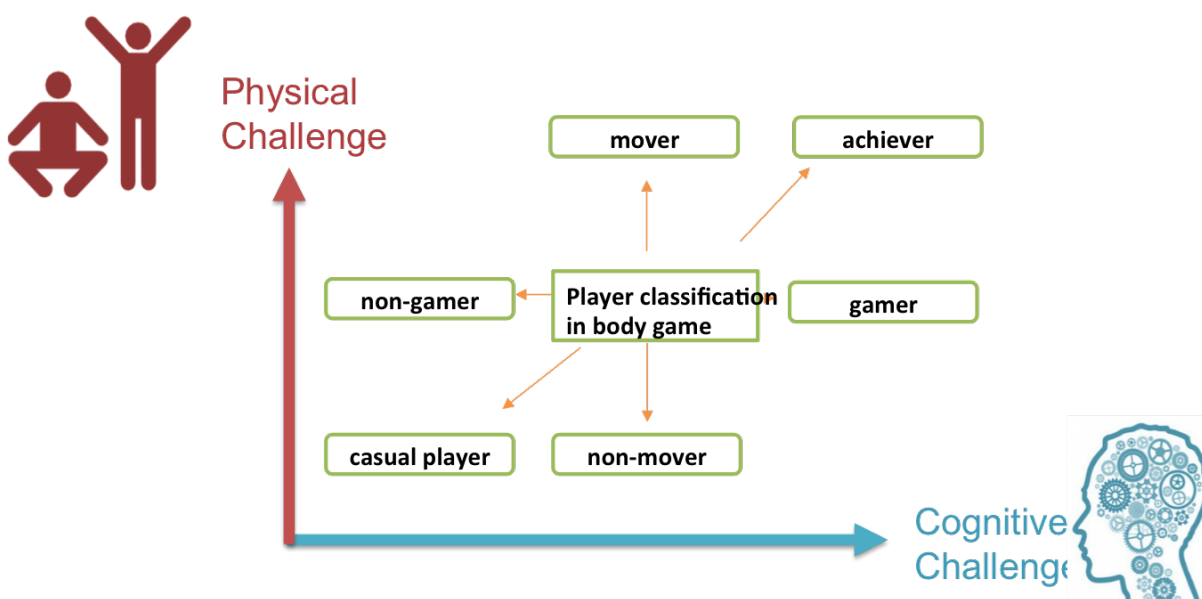 Physical
Challenge
mover
achiever
non-gamer
Player classification
in body game
gamer
casual player
non-mover
Cognitive
Challenge